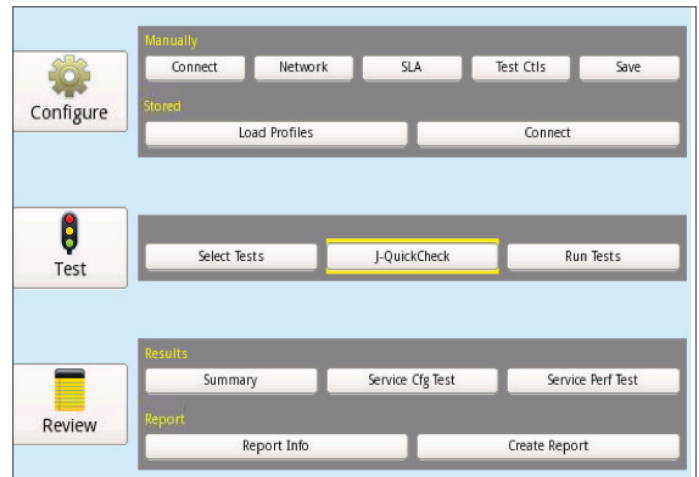 Configure
Manually
Connect Network SLA Test Ctls Save
Stored
Load Profiles Connect
Test
Select Tests J-QuickCheck Run Tests
Review
Results
Summary Service Cfg Test Service Perf Test
Report
Report Info Create Report